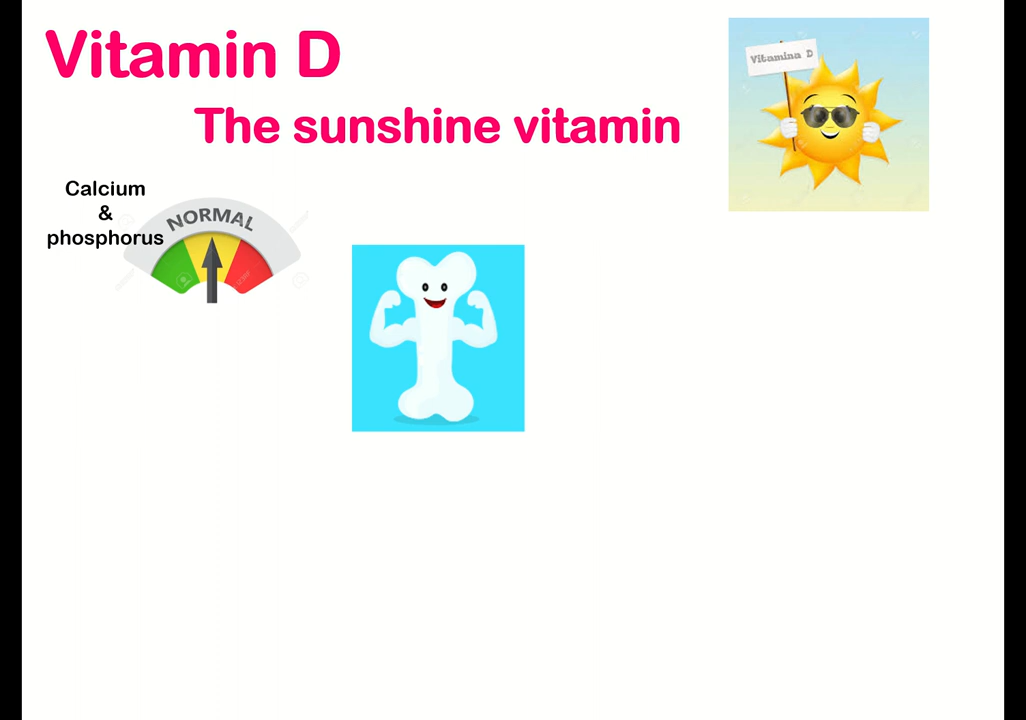 Vitamin D
The sunshine vitamin
Vitamina D
Calcium
&
phosphorus
NORMAL